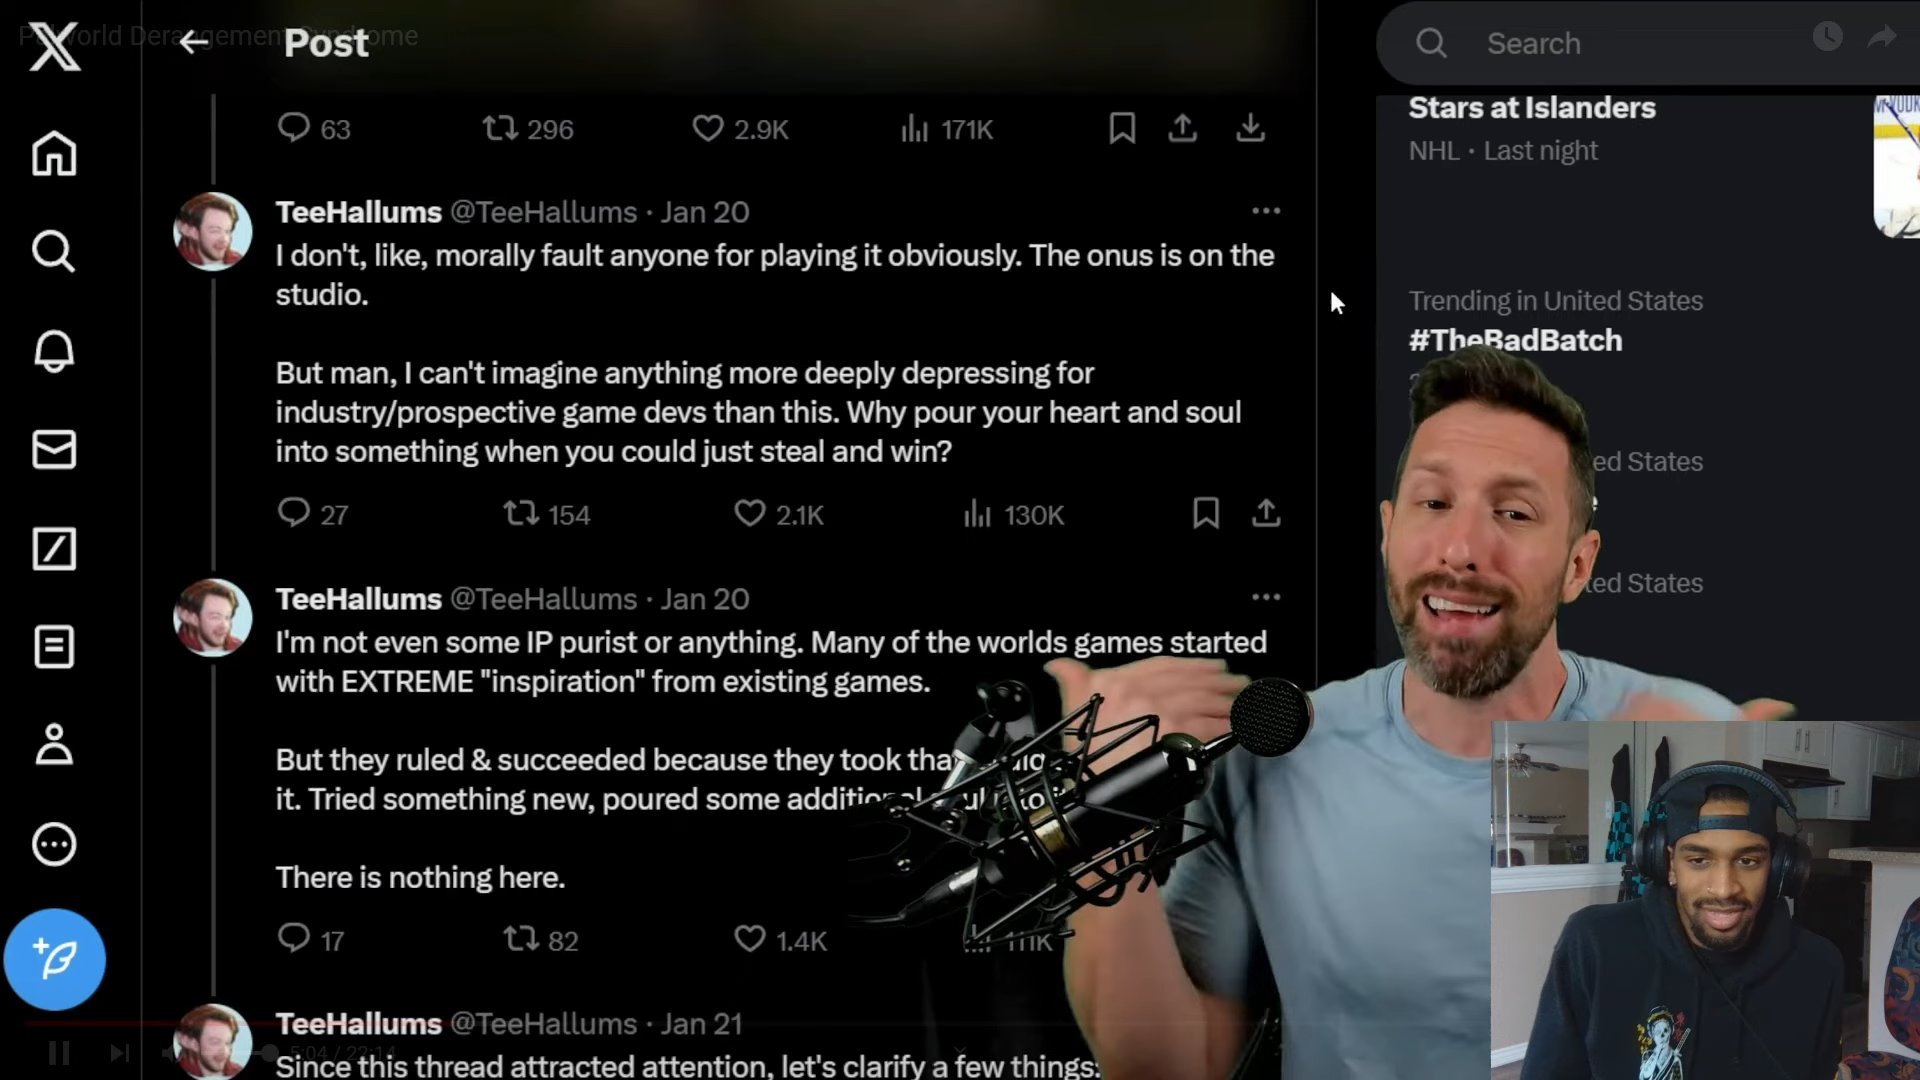 Post
Search
63 296 2.9K 171K
Stars at Islanders
NHL · Last night
TeeHallums @TeeHallums · Jan 20
I don't, like, morally fault anyone for playing it obviously. The onus is on the
studio.
But man, I can't imagine anything more deeply depressing for
industry/prospective game devs than this. Why pour your heart and soul
into something when you could just steal and win?
27 154 2.1K 130K
Trending in United States
#TheBadBatch
ed States
ted States
TeeHallums @TeeHallums · Jan 20
I'm not even some IP purist or anything. Many of the worlds games started
with EXTREME "inspiration" from existing games.
But they ruled & succeeded because they took
it. Tried something new, poured some additional
There is nothing here.
17 82 1.4K 111K
TeeHallums @TeeHallums · Jan 21
Since this thread attracted attention, let's clarify a few things:
5:04 / 22:14